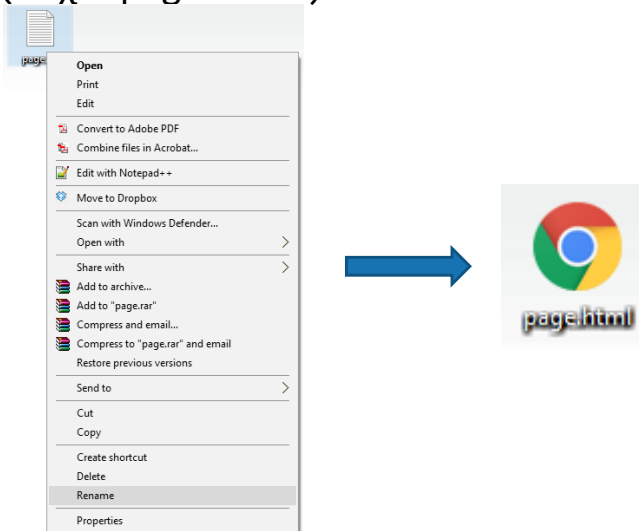 page
Open
Print
Edit
Convert to Adobe PDF
Combine files in Acrobat...
Edit with Notepad++
Move to Dropbox
Scan with Windows Defender...
Open with
Share with
Add to archive...
Add to "page.rar"
Compress and email...
Compress to "page.rar" and email
Restore previous versions
Send to
Cut
Copy
Create shortcut
Delete
Rename
Properties
page.html